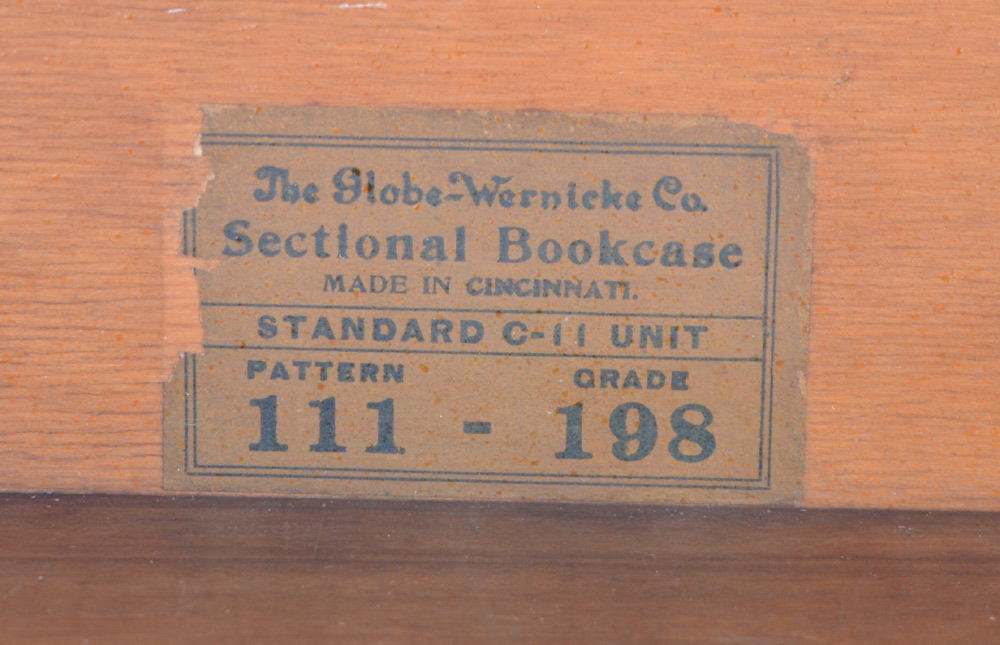 The Globe-Wernicke Co.
Sectional Bookcase
MADE IN CINCINNATI.
STANDARD C-11 UNIT
PATTERN GRADE
111 - 198